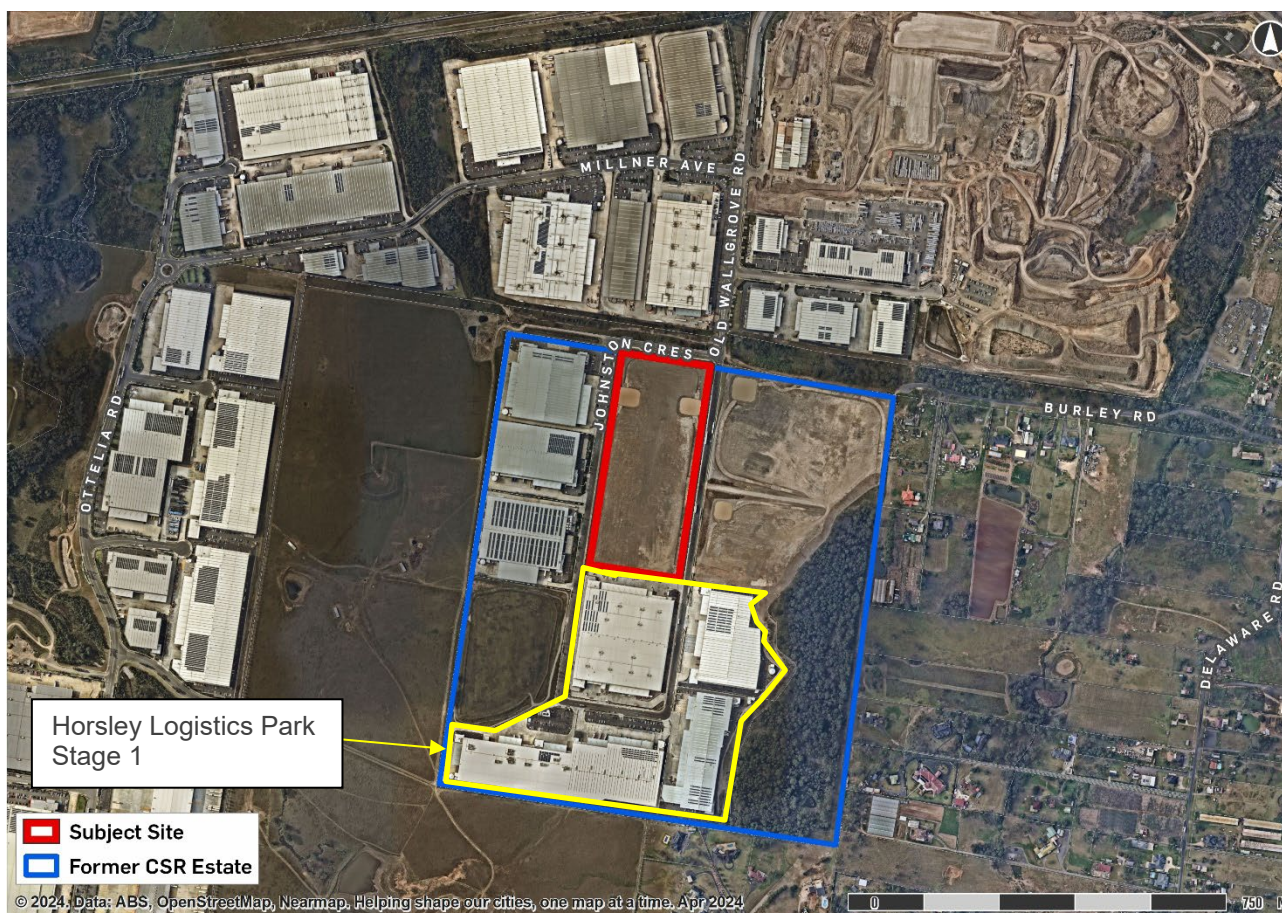 MILLNER AVE
OLD WALLGROVE RD
JOHNSTON CRES
BURLEY RD
OTTELIA RD
DELAWARE RD
Horsley Logistics Park
Stage 1
Subject Site
Former CSR Estate
© 2024. Data: ABS, OpenStreetMap, Nearmap. Helping shape our cities, one map at a time. Apr 2024
0
750